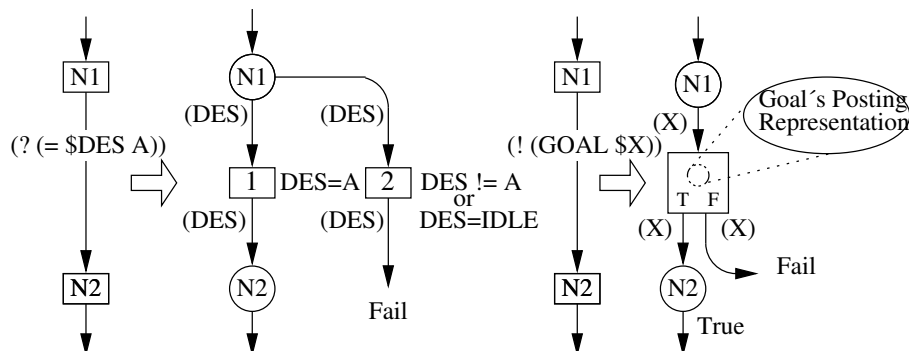 N1
(? (= $DES A))
N2
N1
(DES)
(DES)
1
DES=A
2
DES != A
or
DES=IDLE
(DES)
(DES)
N2
Fail
N1
(! (GOAL $X))
N2
N1
(X)
Goal´s Posting
Representation
T F
(X)
(X)
Fail
N2
True